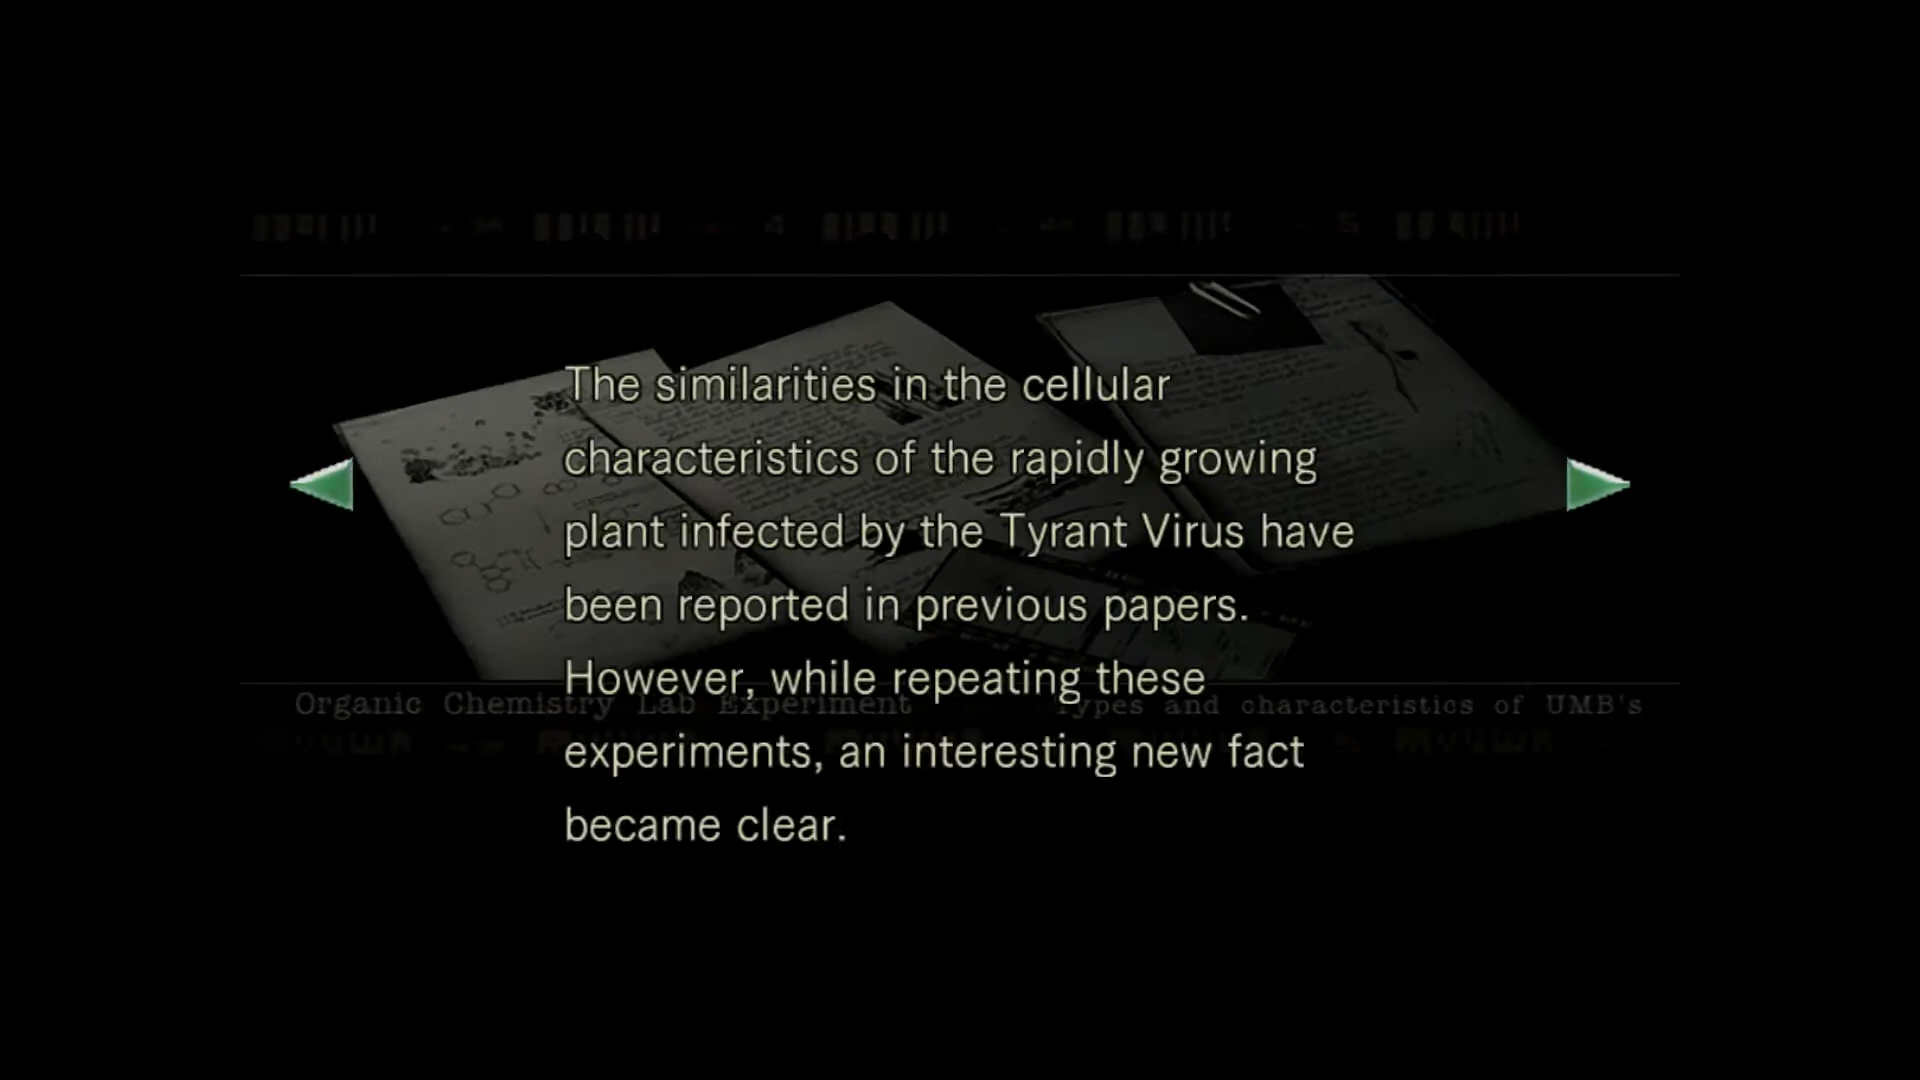 The similarities in the cellular
characteristics of the rapidly growing
plant infected by the Tyrant Virus have
been reported in previous papers.
However, while repeating these
Organic Chemistry Lab Experiment Types and characteristics of UMB's
experiments, an interesting new fact
became clear.